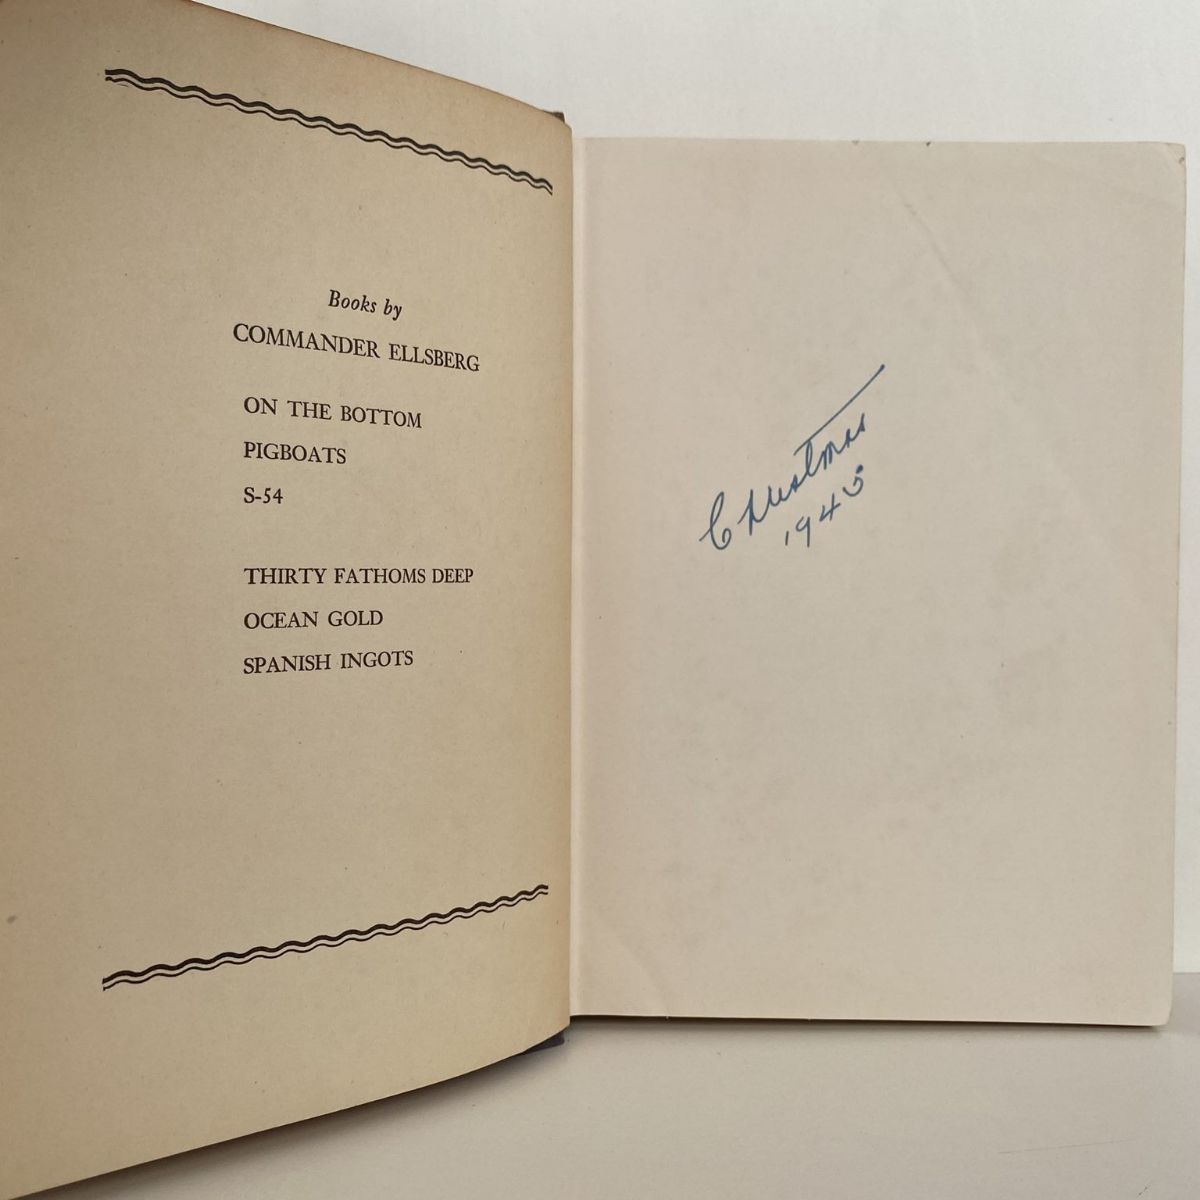 Books by
COMMANDER ELLSBERG
ON THE BOTTOM
PIGBOATS
S-54
THIRTY FATHOMS DEEP
OCEAN GOLD
SPANISH INGOTS
Christmas
1945